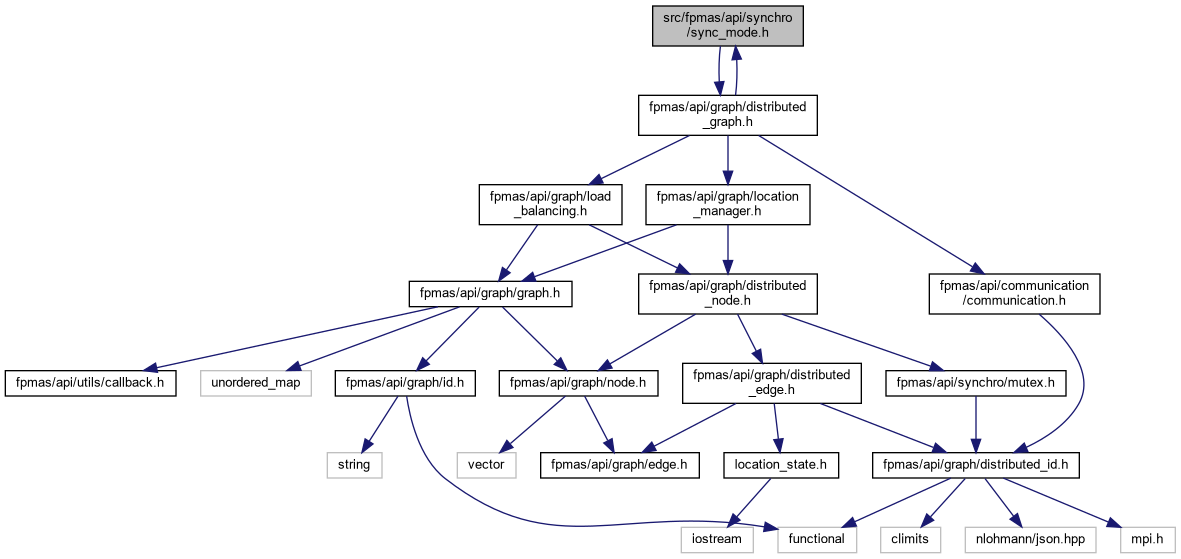 src/fpmas/api/synchro
/sync_mode.h
fpmas/api/graph/distributed
_graph.h
fpmas/api/graph/load
_balancing.h
fpmas/api/graph/location
_manager.h
fpmas/api/graph/graph.h
fpmas/api/graph/distributed
_node.h
fpmas/api/communication
/communication.h
fpmas/api/utils/callback.h
unordered_map
fpmas/api/graph/id.h
fpmas/api/graph/node.h
fpmas/api/graph/distributed
_edge.h
fpmas/api/synchro/mutex.h
string
vector
fpmas/api/graph/edge.h
location_state.h
fpmas/api/graph/distributed_id.h
iostream
functional
climits
nlohmann/json.hpp
mpi.h